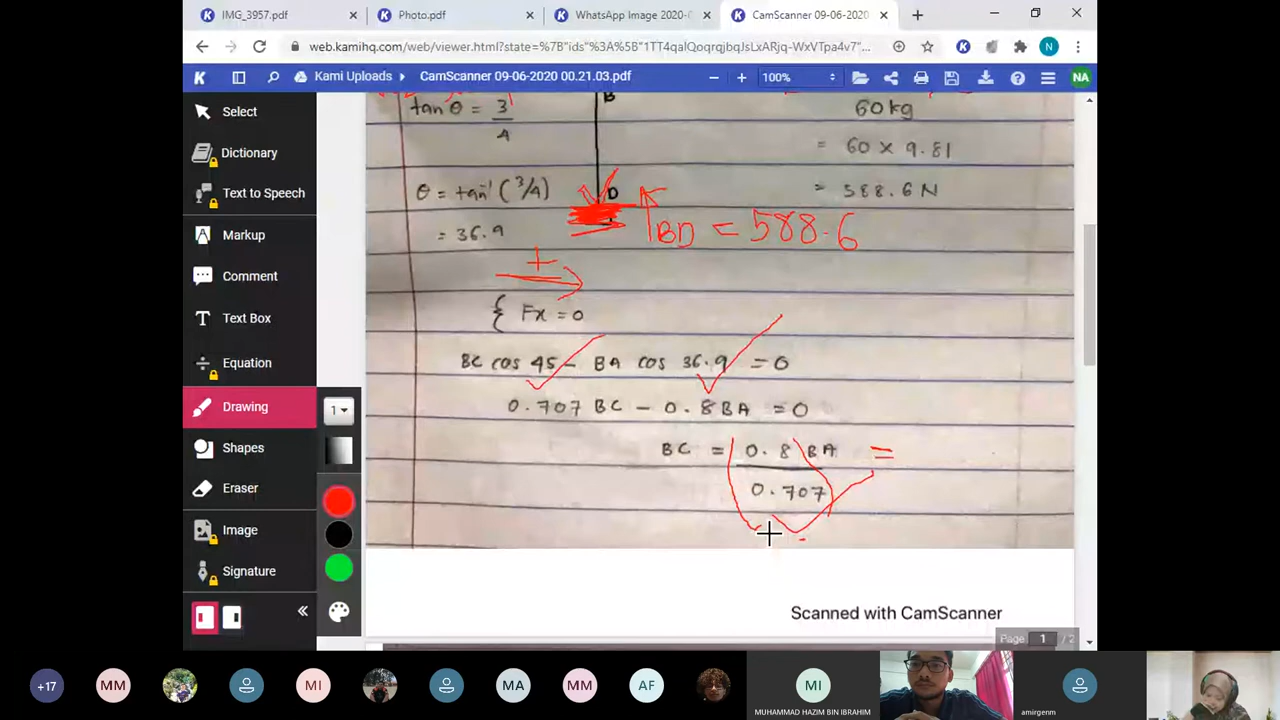 IMG_3957.pdf
Photo.pdf
WhatsApp Image 2020-0
CamScanner 09-06-2020
web.kamihq.com/web/viewer.html?state=%7B"ids"%3A%5B"1TT4qalQoqrqjbqJsLxARjq-WxVTpa4v7"...
N
Kami Uploads
CamScanner 09-06-2020 00.21.03.pdf
100%
NA
Select
Dictionary
Text to Speech
Markup
Comment
Text Box
Equation
Drawing
Shapes
Eraser
Image
Signature
1
tan θ = 3
4
B
60 kg
= 60 × 9.81
θ = tan⁻¹ (3/4)
D
= 588.6 N
= 36.9
BD = 588.6
+
{ Fx = 0
BC cos 45 - BA cos 36.9 = 0
0.707 BC - 0.8 BA = 0
BC = 0.8 BA =
0.707
Scanned with CamScanner
Page 1 / 2
+17
MM
MI
MA
MM
AF
MI
MUHAMMAD HAZIM BIN IBRAHIM
amirgenm